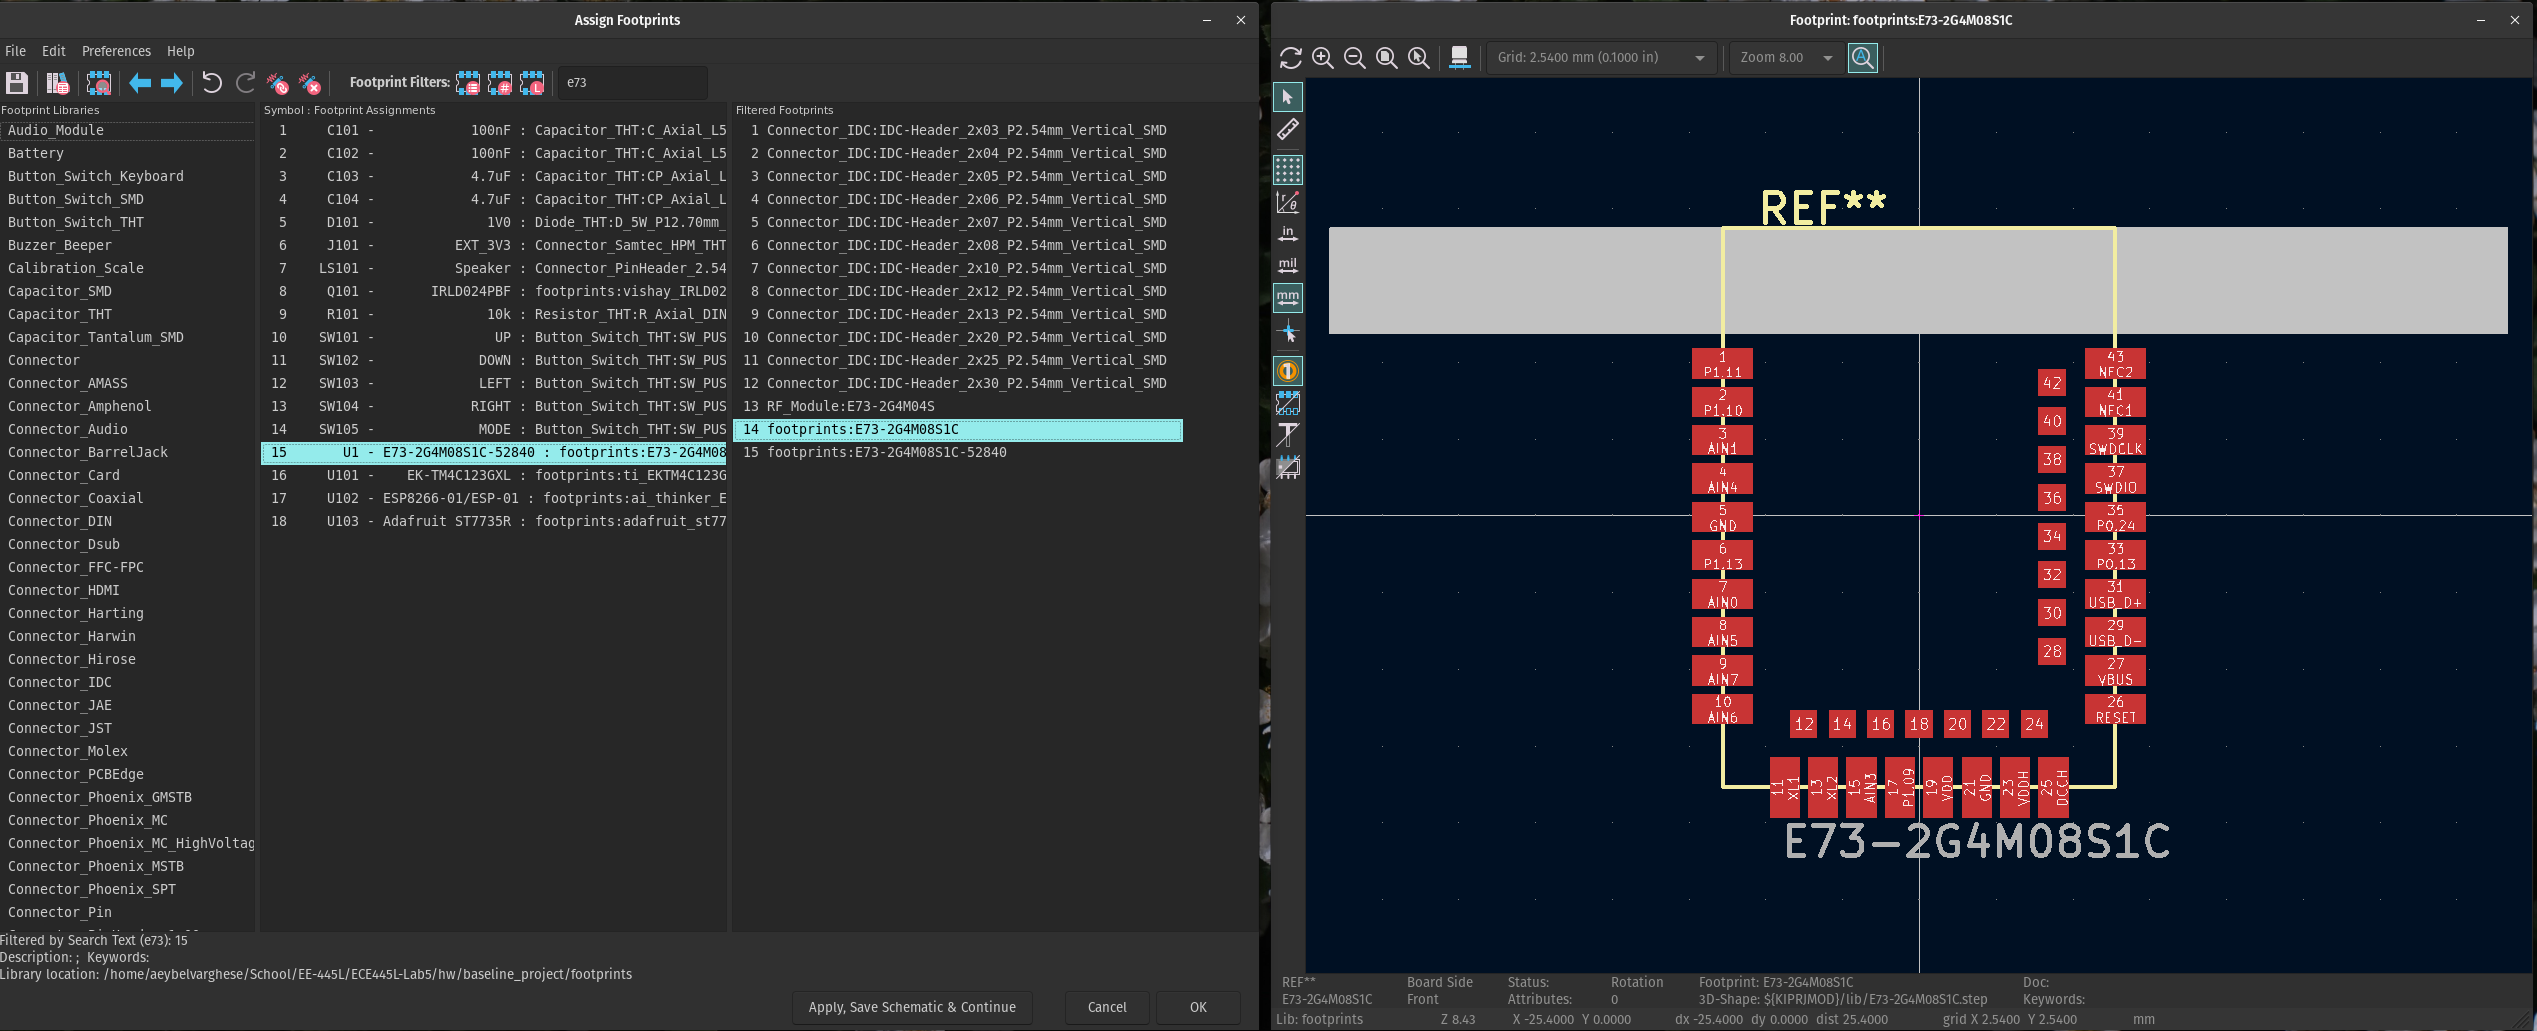 Assign Footprints
File Edit Preferences Help
Footprint Filters: e73
Footprint Libraries
Audio_Module
Battery
Button_Switch_Keyboard
Button_Switch_SMD
Button_Switch_THT
Buzzer_Beeper
Calibration_Scale
Capacitor_SMD
Capacitor_THT
Capacitor_Tantalum_SMD
Connector
Connector_AMASS
Connector_Amphenol
Connector_Audio
Connector_BarrelJack
Connector_Card
Connector_Coaxial
Connector_DIN
Connector_Dsub
Connector_FFC-FPC
Connector_HDMI
Connector_Harting
Connector_Harwin
Connector_Hirose
Connector_IDC
Connector_JAE
Connector_JST
Connector_Molex
Connector_PCBEdge
Connector_Phoenix_GMSTB
Connector_Phoenix_MC
Connector_Phoenix_MC_HighVoltag
Connector_Phoenix_MSTB
Connector_Phoenix_SPT
Connector_Pin
Symbol : Footprint Assignments
1 C101 - 100nF : Capacitor_THT:C_Axial_L5
2 C102 - 100nF : Capacitor_THT:C_Axial_L5
3 C103 - 4.7uF : Capacitor_THT:CP_Axial_L
4 C104 - 4.7uF : Capacitor_THT:CP_Axial_L
5 D101 - 1V0 : Diode_THT:D_5W_P12.70mm_
6 J101 - EXT_3V3 : Connector_Samtec_HPM_THT
7 LS101 - Speaker : Connector_PinHeader_2.54
8 Q101 - IRLD024PBF : footprints:vishay_IRLD02
9 R101 - 10k : Resistor_THT:R_Axial_DIN
10 SW101 - UP : Button_Switch_THT:SW_PUS
11 SW102 - DOWN : Button_Switch_THT:SW_PUS
12 SW103 - LEFT : Button_Switch_THT:SW_PUS
13 SW104 - RIGHT : Button_Switch_THT:SW_PUS
14 SW105 - MODE : Button_Switch_THT:SW_PUS
15 U1 - E73-2G4M08S1C-52840 : footprints:E73-2G4M08
16 U101 - EK-TM4C123GXL : footprints:ti_EKTM4C123G
17 U102 - ESP8266-01/ESP-01 : footprints:ai_thinker_E
18 U103 - Adafruit ST7735R : footprints:adafruit_st77
Filtered Footprints
1 Connector_IDC:IDC-Header_2x03_P2.54mm_Vertical_SMD
2 Connector_IDC:IDC-Header_2x04_P2.54mm_Vertical_SMD
3 Connector_IDC:IDC-Header_2x05_P2.54mm_Vertical_SMD
4 Connector_IDC:IDC-Header_2x06_P2.54mm_Vertical_SMD
5 Connector_IDC:IDC-Header_2x07_P2.54mm_Vertical_SMD
6 Connector_IDC:IDC-Header_2x08_P2.54mm_Vertical_SMD
7 Connector_IDC:IDC-Header_2x10_P2.54mm_Vertical_SMD
8 Connector_IDC:IDC-Header_2x12_P2.54mm_Vertical_SMD
9 Connector_IDC:IDC-Header_2x13_P2.54mm_Vertical_SMD
10 Connector_IDC:IDC-Header_2x20_P2.54mm_Vertical_SMD
11 Connector_IDC:IDC-Header_2x25_P2.54mm_Vertical_SMD
12 Connector_IDC:IDC-Header_2x30_P2.54mm_Vertical_SMD
13 RF_Module:E73-2G4M04S
14 footprints:E73-2G4M08S1C
15 footprints:E73-2G4M08S1C-52840
Filtered by Search Text (e73): 15
Description: ; Keywords:
Library location: /home/aeybelvarghese/School/EE-445L/ECE445L-Lab5/hw/baseline_project/footprints
Apply, Save Schematic & Continue Cancel OK
Footprint: footprints:E73-2G4M08S1C
Grid: 2.5400 mm (0.1000 in) Zoom 8.00
in
mil
mm
REF**
1
P1.11
2
P1.10
3
AIN1
4
AIN4
5
GND
6
P1.13
7
AIN0
8
AIN5
9
AIN7
10
AIN6
42
40
38
36
34
32
30
28
43
NFC2
41
NFC1
39
SWDCLK
37
SWDIO
35
P0.24
33
P0.13
31
USB_D+
29
USB_D-
27
VBUS
26
RESET
12 14 16 18 20 22 24
11
XL1
13
XL2
15
AIN3
17
P1.09
19
VDD
21
GND
23
VDDH
25
DCCH
E73-2G4M08S1C
REF** Board Side Status: Rotation Footprint: E73-2G4M08S1C Doc:
E73-2G4M08S1C Front Attributes: 0 3D-Shape: ${KIPRJMOD}/lib/E73-2G4M08S1C.step Keywords:
Lib: footprints Z 8.43 X -25.4000 Y 0.0000 dx -25.4000 dy 0.0000 dist 25.4000 grid X 2.5400 Y 2.5400 mm